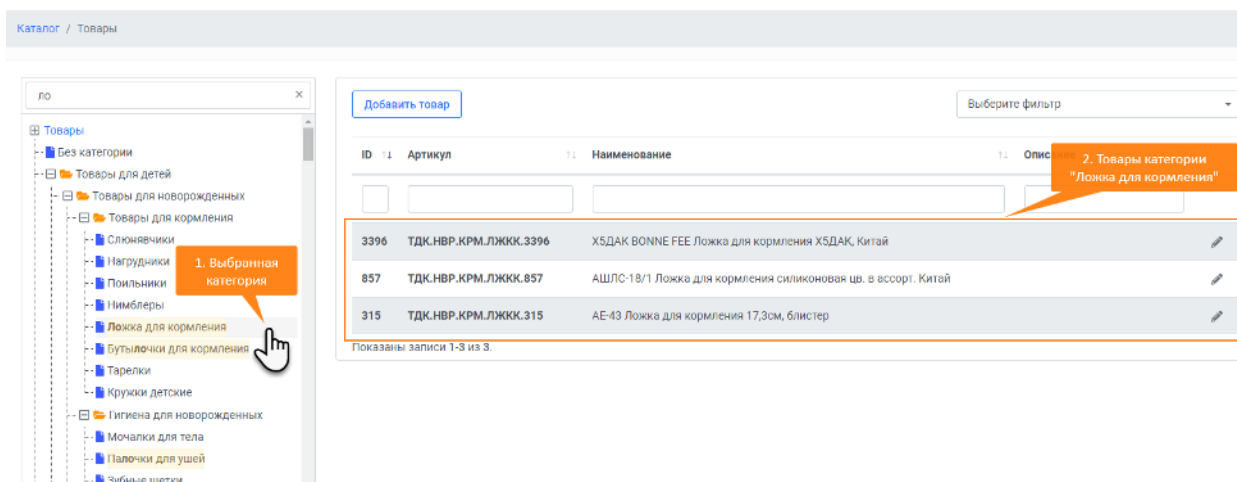 Каталог / Товары
ло ×
Товары
Без категории
Товары для детей
Товары для новорожденных
Товары для кормления
Слюнявчики
Нагрудники
Поильники
Нимблеры
Ложка для кормления
Бутылочки для кормления
Тарелки
Кружки детские
Гигиена для новорожденных
Мочалки для тела
Палочки для ушей
Зубные щетки
1. Выбранная
категория
Добавить товар
Выберите фильтр
ID Артикул Наименование
2. Товары категории
"Ложка для кормления"
3396 ТДК.НВР.КРМ.ЛЖКК.3396 Х5ДАК BONNE FEE Ложка для кормления Х5ДАК, Китай
857 ТДК.НВР.КРМ.ЛЖКК.857 АШЛС-18/1 Ложка для кормления силиконовая цв. в ассорт. Китай
315 ТДК.НВР.КРМ.ЛЖКК.315 АЕ-43 Ложка для кормления 17,3см, блистер
Показаны записи 1-3 из 3.